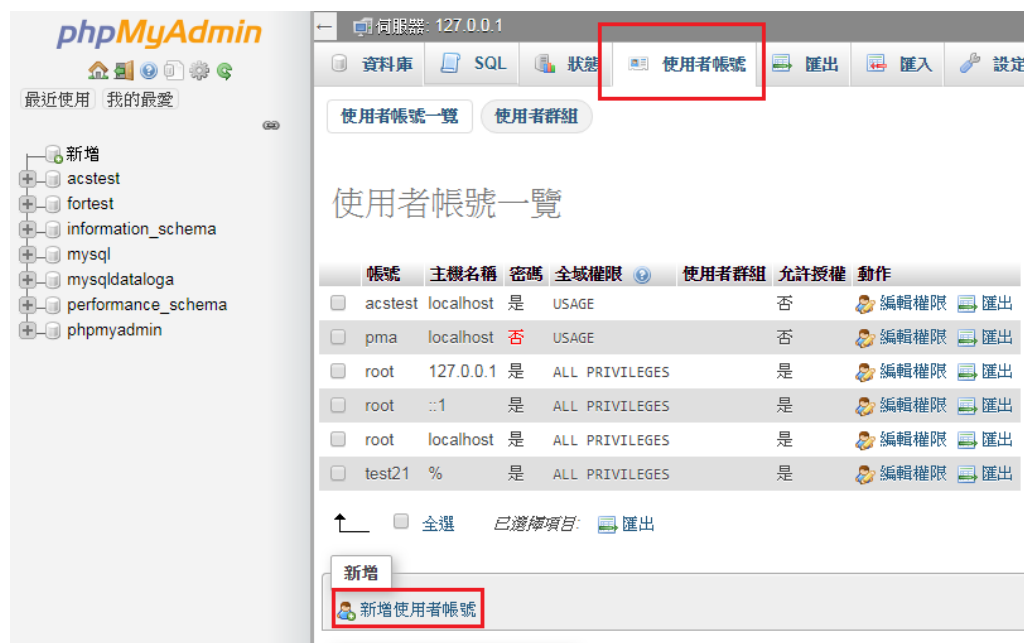 phpMyAdmin
最近使用 我的最愛
新增
acstest
fortest
information_schema
mysql
mysqldataloga
performance_schema
phpmyadmin
伺服器: 127.0.0.1
資料庫 SQL 狀態 使用者帳號 匯出 匯入 設定
使用者帳號一覽 使用者群組
使用者帳號一覽
帳號 主機名稱 密碼 全域權限 使用者群組 允許授權 動作
acstest localhost 是 USAGE 否 編輯權限 匯出
pma localhost 否 USAGE 否 編輯權限 匯出
root 127.0.0.1 是 ALL PRIVILEGES 是 編輯權限 匯出
root ::1 是 ALL PRIVILEGES 是 編輯權限 匯出
root localhost 是 ALL PRIVILEGES 是 編輯權限 匯出
test21 % 是 ALL PRIVILEGES 是 編輯權限 匯出
全選 已選擇項目: 匯出
新增
新增使用者帳號